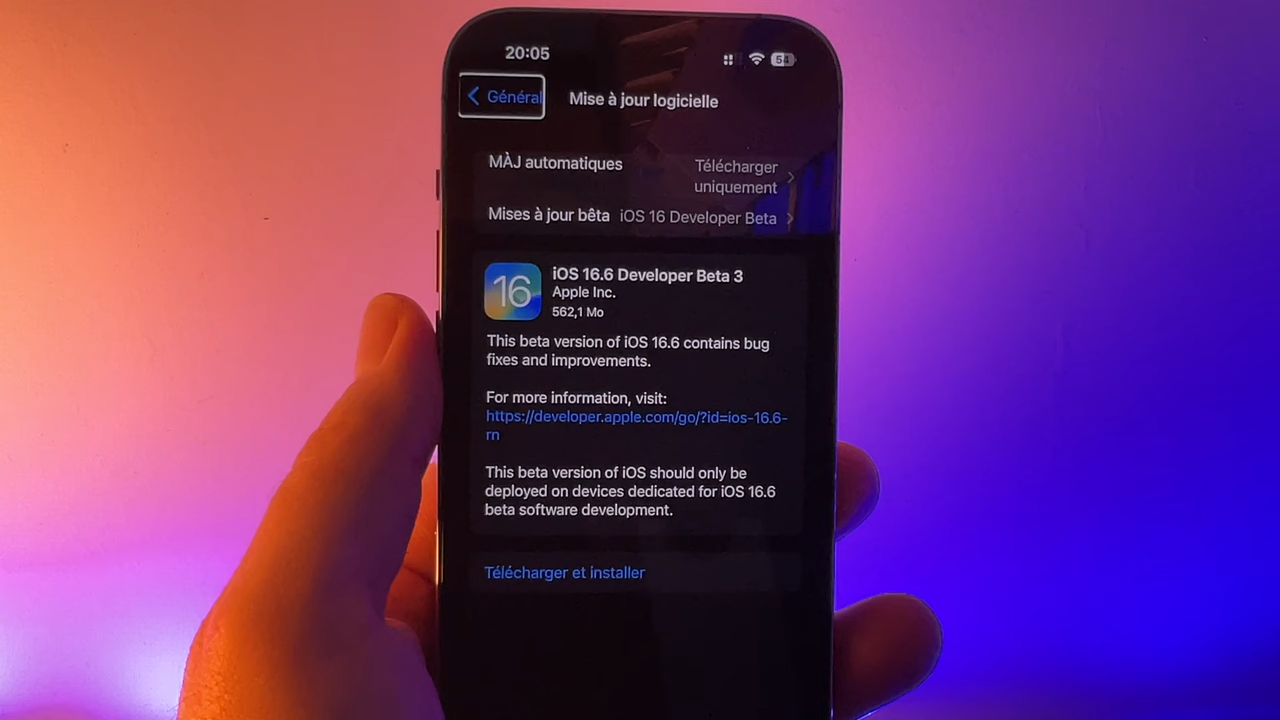 20:05
54
Général
Mise à jour logicielle
MÀJ automatiques
Télécharger
uniquement
Mises à jour bêta iOS 16 Developer Beta
16
iOS 16.6 Developer Beta 3
Apple Inc.
562,1 Mo
This beta version of iOS 16.6 contains bug
fixes and improvements.
For more information, visit:
https://developer.apple.com/go/?id=ios-16.6-
rn
This beta version of iOS should only be
deployed on devices dedicated for iOS 16.6
beta software development.
Télécharger et installer